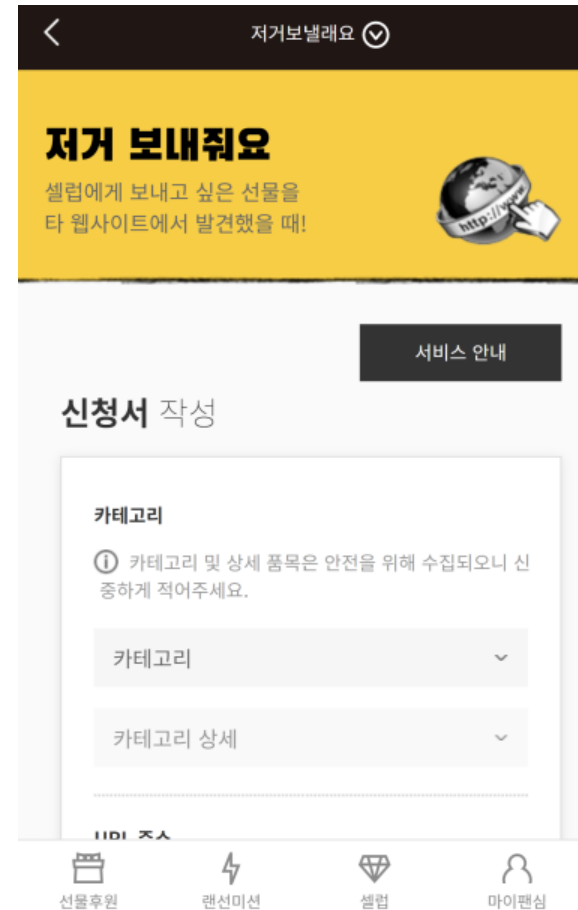 저거보낼래요
저거 보내줘요
셀럽에게 보내고 싶은 선물을
타 웹사이트에서 발견했을 때!
http://www
서비스 안내
신청서 작성
카테고리
카테고리 및 상세 품목은 안전을 위해 수집되오니 신
중하게 적어주세요.
카테고리
카테고리 상세
URL 주소
선물후원
랜선미션
셀럽
마이팬심